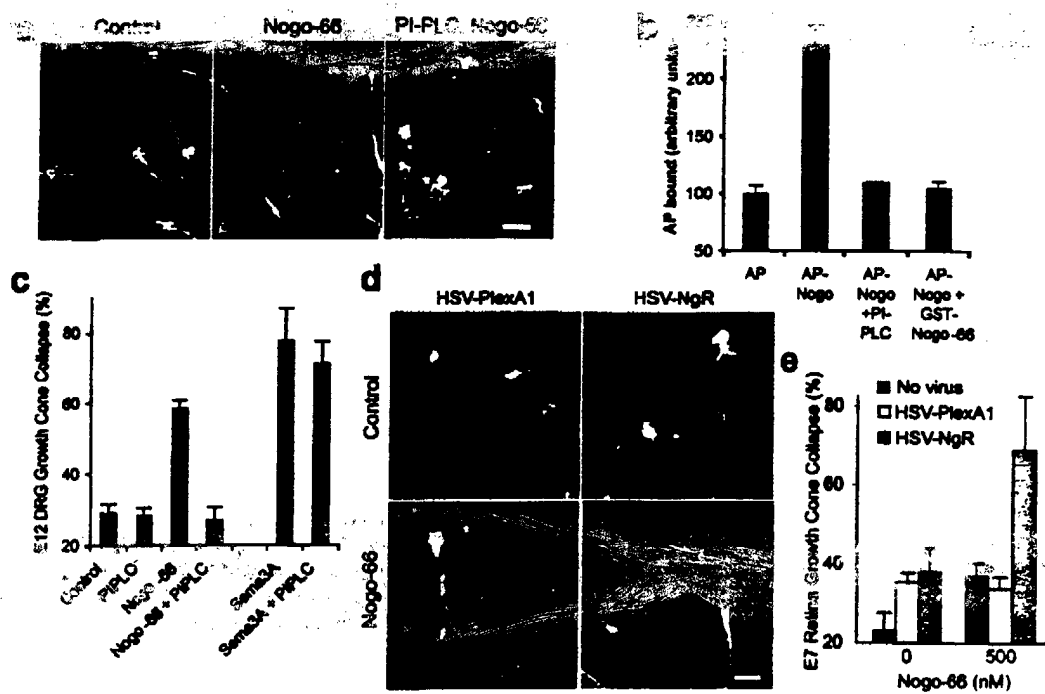 Control Nogo-66 PI-PLC, Nogo-66
b
AP bound (arbitrary units)
200
150
100
50
AP
AP-
Nogo
AP-
Nogo
+PI-
PLC
AP-
Nogo +
GST-
Nogo-66
c
E12 DRG Growth Cone Collapse (%)
80
60
40
20
Control
PIPLC
Nogo-66
Nogo-66 + PIPLC
Sema3A
Sema3A + PIPLC
d
HSV-PlexA1 HSV-NgR
Control
Nogo-66
e
E7 Retina Growth Cone Collapse (%)
No virus
HSV-PlexA1
HSV-NgR
80
60
40
20
0 500
Nogo-66 (nM)